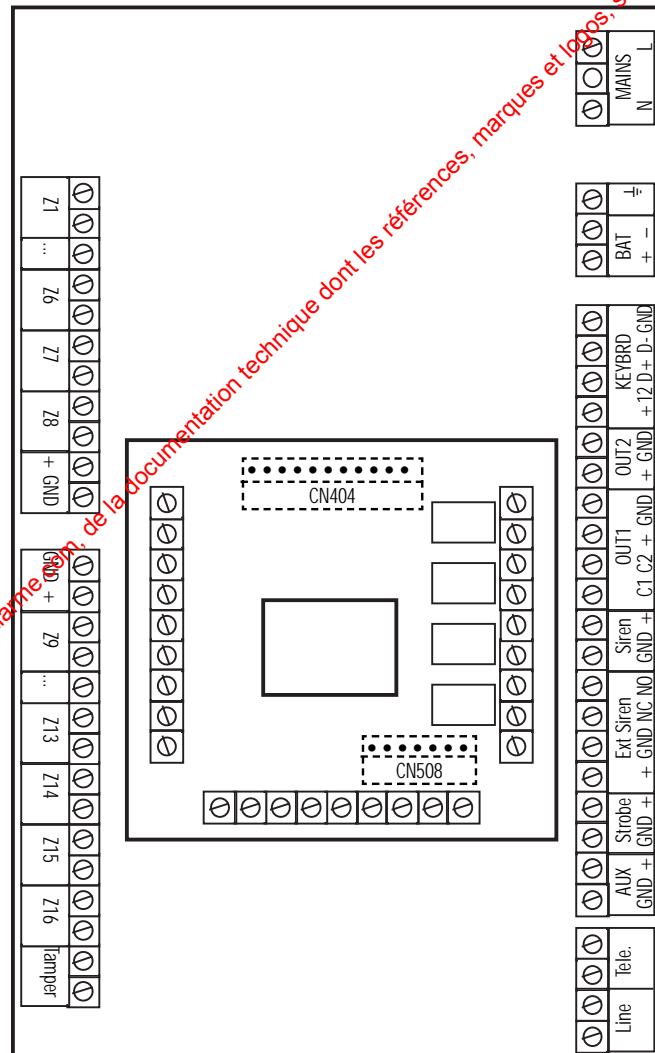 Z1
...
Z6
Z7
Z8
+ GND
GND +
Z9
...
Z13
Z14
Z15
Z16
Tamper
CN404
CN508
MAINS
N L
BAT
+ -
KEYBRD
+12 D+ D- GND
OUT2
+ GND
OUT1
C1 C2 + GND
Siren
GND +
Ext Siren
+ GND NC NO
Strobe
GND +
AUX
GND +
Tele.
Line
arme.com, de la documentation technique dont les références, marques et logos, s